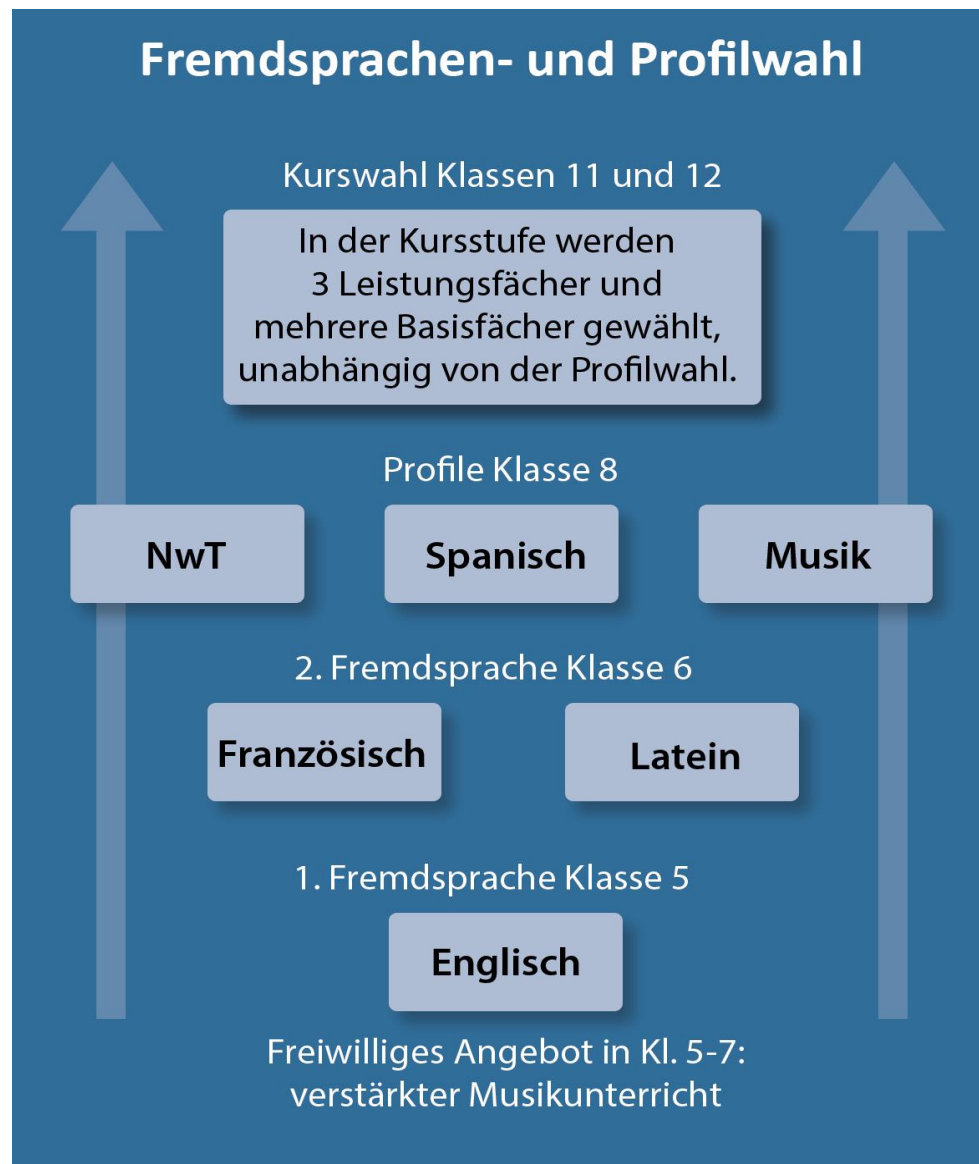 Fremdsprachen- und Profilwahl
Kurswahl Klassen 11 und 12
In der Kursstufe werden
3 Leistungsfächer und
mehrere Basisfächer gewählt,
unabhängig von der Profilwahl.
Profile Klasse 8
NwT
Spanisch
Musik
2. Fremdsprache Klasse 6
Französisch
Latein
1. Fremdsprache Klasse 5
Englisch
Freiwilliges Angebot in Kl. 5-7:
verstärkter Musikunterricht